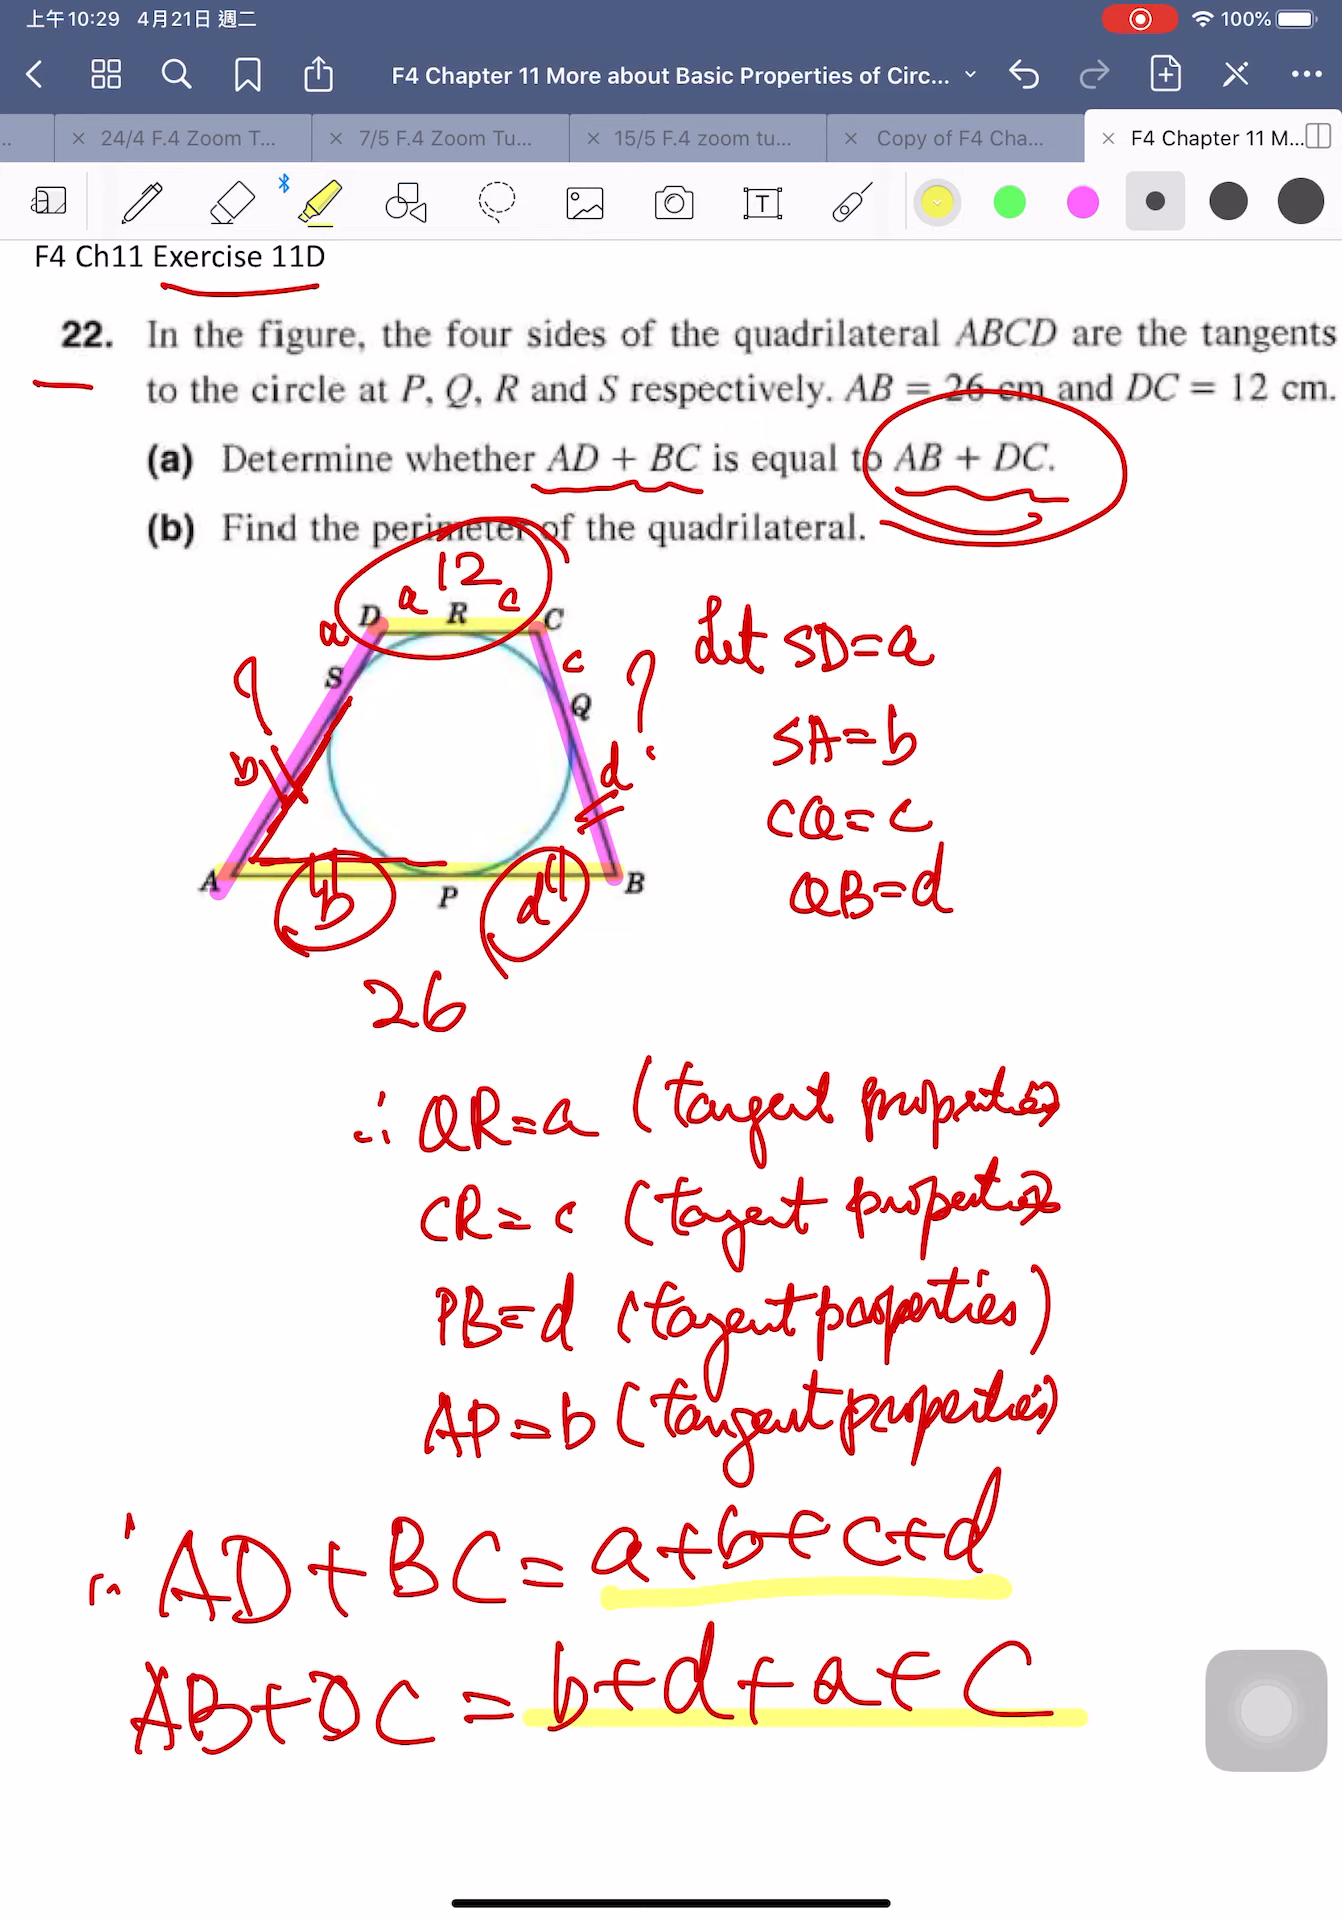 上午10:29 4月21日 週二 100%
F4 Chapter 11 More about Basic Properties of Circ...
.. × 24/4 F.4 Zoom T... × 7/5 F.4 Zoom Tu... × 15/5 F.4 zoom tu... × Copy of F4 Cha... × F4 Chapter 11 M...
a T
F4 Ch11 Exercise 11D
22. In the figure, the four sides of the quadrilateral ABCD are the tangents
to the circle at P, Q, R and S respectively. AB = 26 cm and DC = 12 cm.
(a) Determine whether AD + BC is equal to AB + DC.
(b) Find the perimeter of the quadrilateral.
12
a c
D R C
a c
S Q
? ?
b d
A P B
b d
26
Let SD=a
SA=b
CQ=c
QB=d
∴ QR=a (tangent properties)
CR=c (tangent properties)
PB=d (tangent properties)
AP=b (tangent properties)
∴ AD+BC=a+b+c+d
AB+DC=b+d+a+c